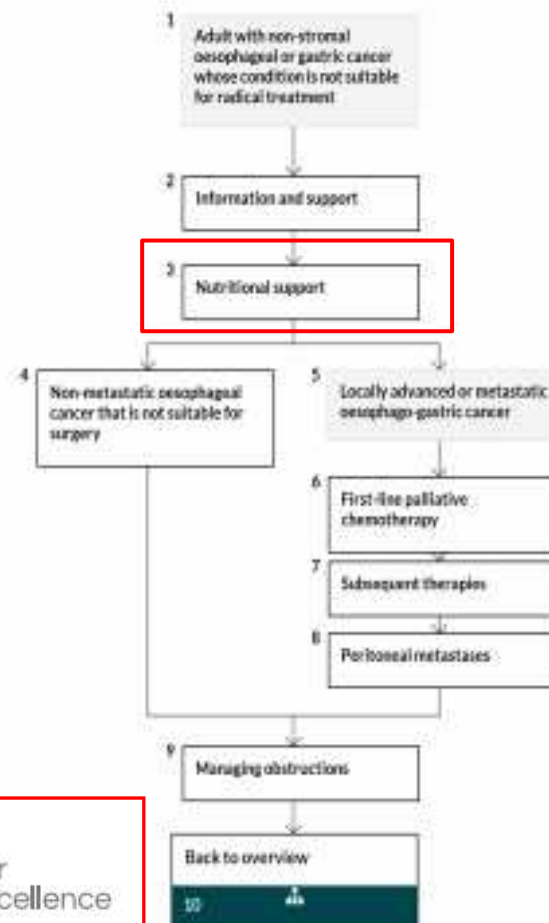 1
Adult with non-stromal
oesophageal or gastric cancer
whose condition is not suitable
for radical treatment
2
Information and support
3
Nutritional support
4
Non-metastatic oesophageal
cancer that is not suitable for
surgery
5
Locally advanced or metastatic
oesophago-gastric cancer
6
First-line palliative
chemotherapy
7
Subsequent therapies
8
Peritoneal metastases
9
Managing obstructions
r
cellence
Back to overview
10